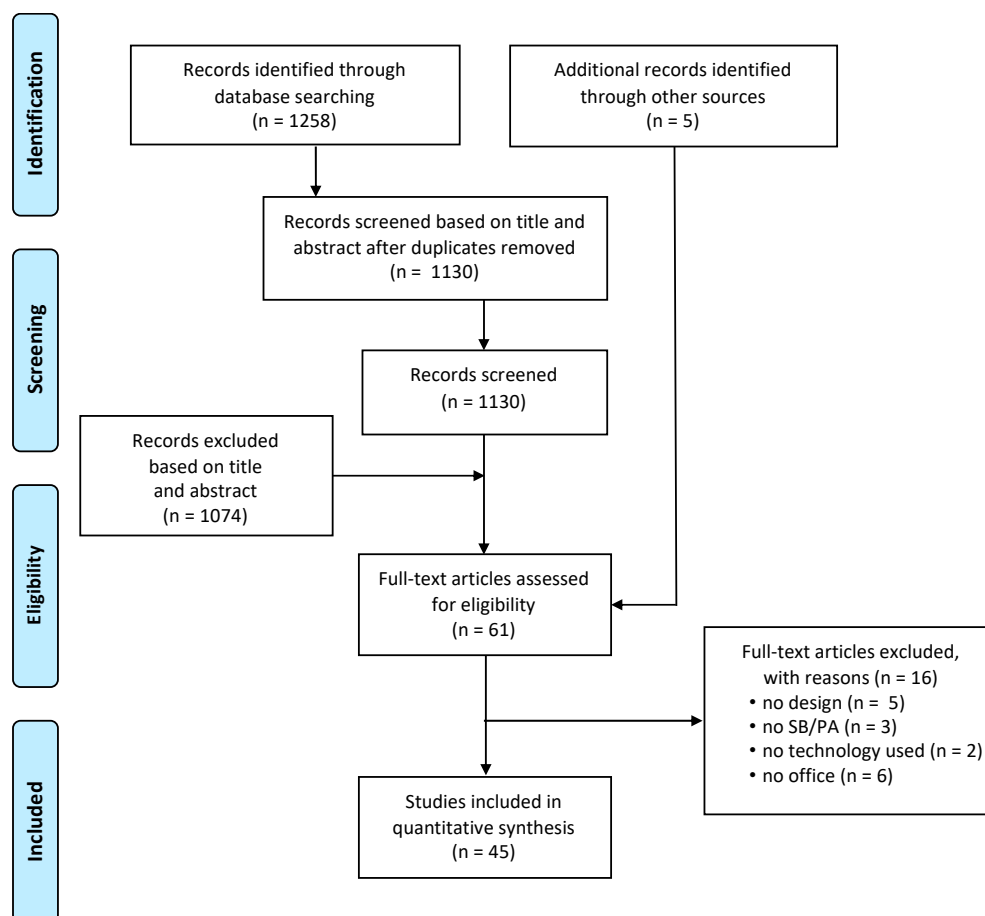 Identification
Records identified through
database searching
(n = 1258)
Additional records identified
through other sources
(n = 5)
Records screened based on title and
abstract after duplicates removed
(n =  1130)
Screening
Records screened
(n = 1130)
Records excluded
based on title
and abstract
(n = 1074)
Eligibility
Full-text articles assessed
for eligibility
(n = 61)
Full-text articles excluded,
with reasons (n = 16)
• no design (n =  5)
• no SB/PA (n = 3)
• no technology used (n = 2)
• no office (n = 6)
Included
Studies included in
quantitative synthesis
(n = 45)